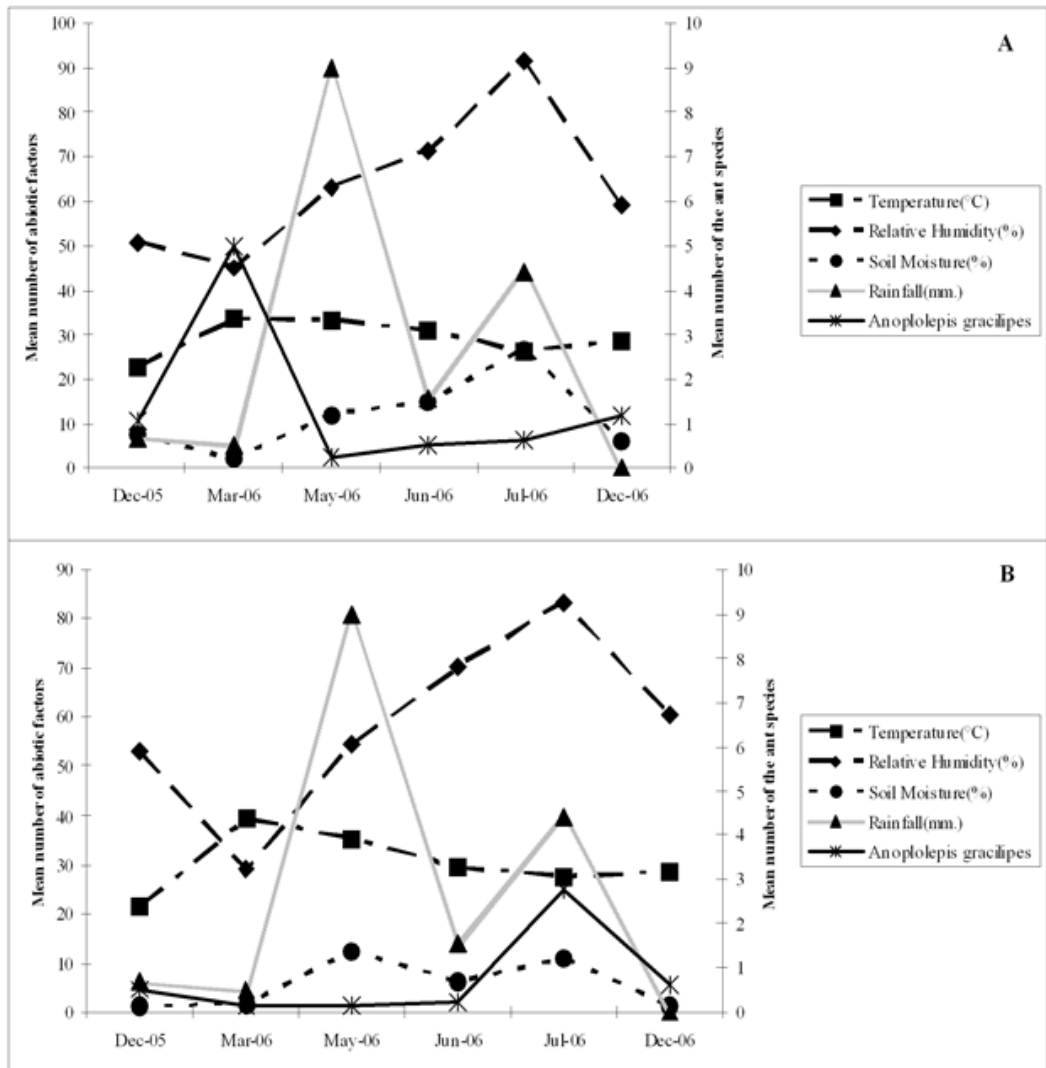 A
Mean number of abiotic factors
100
90
80
70
60
50
40
30
20
10
0
10
9
8
7
6
5
4
3
2
1
0
Mean number of the ant species
Dec-05 Mar-06 May-06 Jun-06 Jul-06 Dec-06
Temperature(°C)
Relative Humidity(%)
Soil Moisture(%)
Rainfall(mm.)
Anoplolepis gracilipes
B
Mean number of abiotic factors
90
80
70
60
50
40
30
20
10
0
10
9
8
7
6
5
4
3
2
1
0
Mean number of the ant species
Dec-05 Mar-06 May-06 Jun-06 Jul-06 Dec-06
Temperature(°C)
Relative Humidity(%)
Soil Moisture(%)
Rainfall(mm.)
Anoplolepis gracilipes